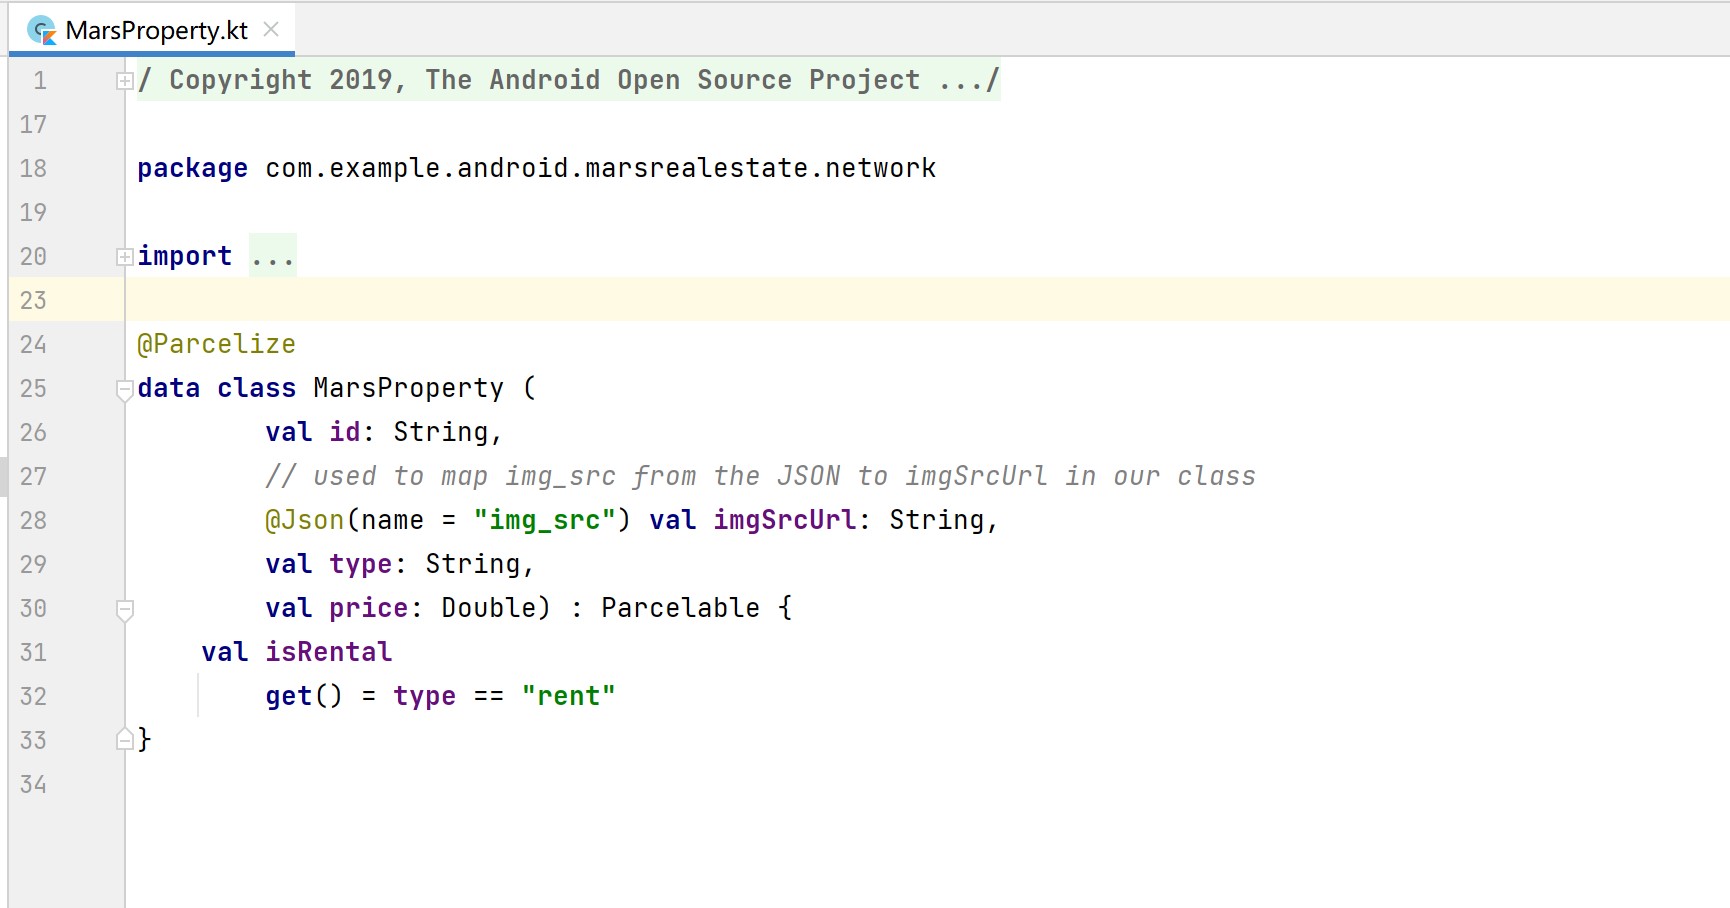 MarsProperty.kt
1 / Copyright 2019, The Android Open Source Project .../
17
18 package com.example.android.marsrealestate.network
19
20 import ...
23
24 @Parcelize
25 data class MarsProperty (
26         val id: String,
27         // used to map img_src from the JSON to imgSrcUrl in our class
28         @Json(name = "img_src") val imgSrcUrl: String,
29         val type: String,
30         val price: Double) : Parcelable {
31     val isRental
32         get() = type == "rent"
33 }
34